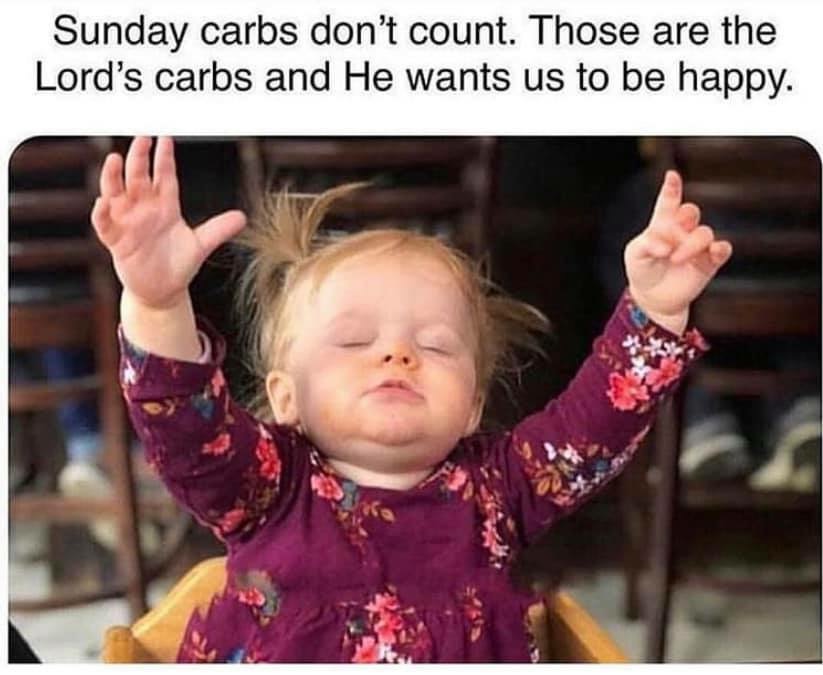 Sunday carbs don’t count. Those are the
Lord’s carbs and He wants us to be happy.